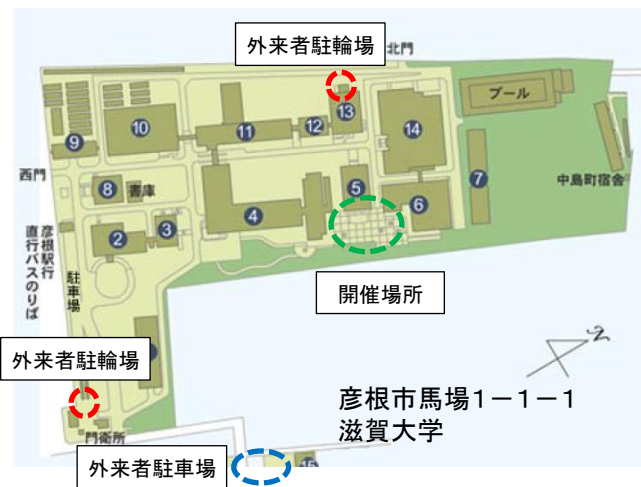 外来者駐輪場
北門
プール
13
10
11
12
14
9
中島町宿舎
西門
8
書庫
5
7
4
6
2
3
彦根駅行
直行バスのりば
駐車場
開催場所
外来者駐輪場
彦根市馬場1-1-1
滋賀大学
門衛所
外来者駐車場
15